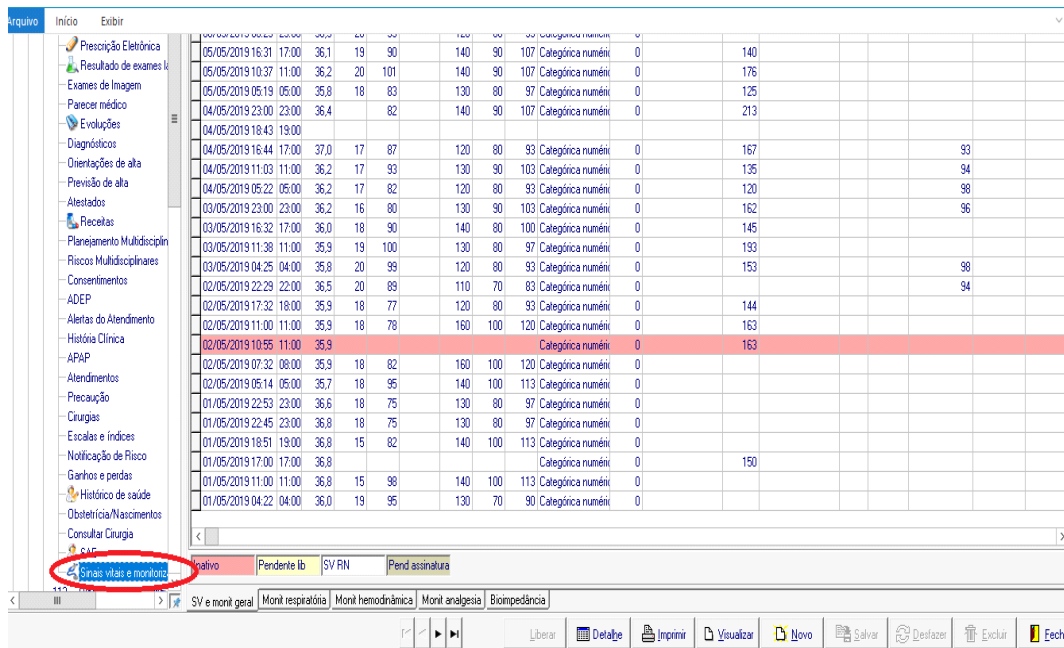 Arquivo Início Exibir
Prescrição Eletrônica
Resultado de exames la
Exames de Imagem
Parecer médico
Evoluções
Diagnósticos
Orientações de alta
Previsão de alta
Atestados
Receitas
Planejamento Multidisciplin
Riscos Multidisciplinares
Consentimentos
ADEP
Alertas do Atendimento
História Clínica
APAP
Atendimentos
Precaução
Cirurgias
Escalas e índices
Notificação de Risco
Ganhos e perdas
Histórico de saúde
Obstetrícia/Nascimentos
Consultar Cirurgia
SAE
Sinais vitais e monitoriz
05/05/2019 16:31 17:00 36,1 19 90 140 90 107 Categórica numéric 0 140
05/05/2019 10:37 11:00 36,2 20 101 140 90 107 Categórica numéric 0 176
05/05/2019 05:19 05:00 35,8 18 83 130 80 97 Categórica numéric 0 125
04/05/2019 23:00 23:00 36,4 82 140 90 107 Categórica numéric 0 213
04/05/2019 18:43 19:00
04/05/2019 16:44 17:00 37,0 17 87 120 80 93 Categórica numéric 0 167 93
04/05/2019 11:03 11:00 36,2 17 93 130 90 103 Categórica numéric 0 135 94
04/05/2019 05:22 05:00 36,2 17 82 120 80 93 Categórica numéric 0 120 98
03/05/2019 23:00 23:00 36,2 16 80 130 90 103 Categórica numéric 0 162 96
03/05/2019 16:32 17:00 36,0 18 90 140 80 100 Categórica numéric 0 145
03/05/2019 11:38 11:00 35,9 19 100 130 80 97 Categórica numéric 0 193
03/05/2019 04:25 04:00 35,8 20 99 120 80 93 Categórica numéric 0 153 98
02/05/2019 22:29 22:00 36,5 20 89 110 70 83 Categórica numéric 0 94
02/05/2019 17:32 18:00 35,9 18 77 120 80 93 Categórica numéric 0 144
02/05/2019 11:00 11:00 35,9 18 78 160 100 120 Categórica numéric 0 163
02/05/2019 10:55 11:00 35,9 Categórica numéric 0 163
02/05/2019 07:32 08:00 35,9 18 82 160 100 120 Categórica numéric 0
02/05/2019 05:14 05:00 35,7 18 95 140 100 113 Categórica numéric 0
01/05/2019 22:53 23:00 36,6 18 75 130 80 97 Categórica numéric 0
01/05/2019 22:45 23:00 36,8 18 75 130 80 97 Categórica numéric 0
01/05/2019 18:51 19:00 36,8 15 82 140 100 113 Categórica numéric 0
01/05/2019 17:00 17:00 36,8 Categórica numéric 0 150
01/05/2019 11:00 11:00 36,8 15 98 140 100 113 Categórica numéric 0
01/05/2019 04:22 04:00 36,0 19 95 130 70 90 Categórica numéric 0
Inativo Pendente lib SV RN Pend assinatura
SV e monit geral Monit respiratória Monit hemodinâmica Monit analgesia Bioimpedância
Liberar Detalhe Imprimir Visualizar Novo Salvar Desfazer Excluir Fech